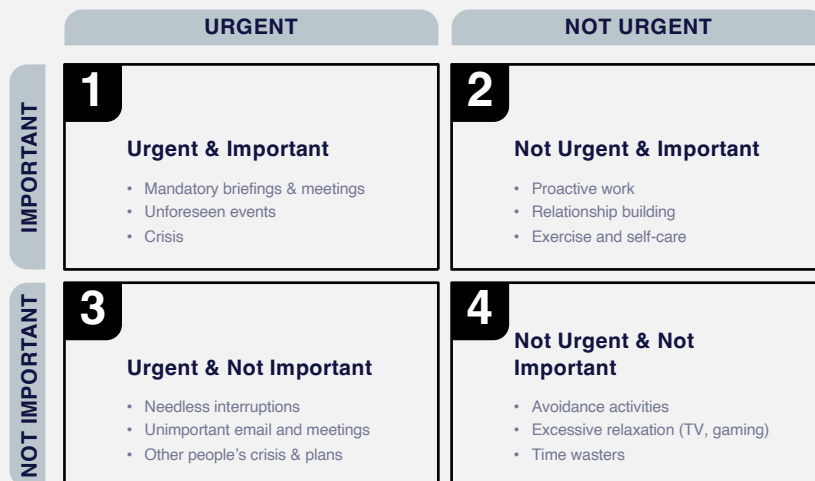 URGENT
NOT URGENT
IMPORTANT
1
Urgent & Important
• Mandatory briefings & meetings
• Unforeseen events
• Crisis
2
Not Urgent & Important
• Proactive work
• Relationship building
• Exercise and self-care
NOT IMPORTANT
3
Urgent & Not Important
• Needless interruptions
• Unimportant email and meetings
• Other people’s crisis & plans
4
Not Urgent & Not
Important
• Avoidance activities
• Excessive relaxation (TV, gaming)
• Time wasters